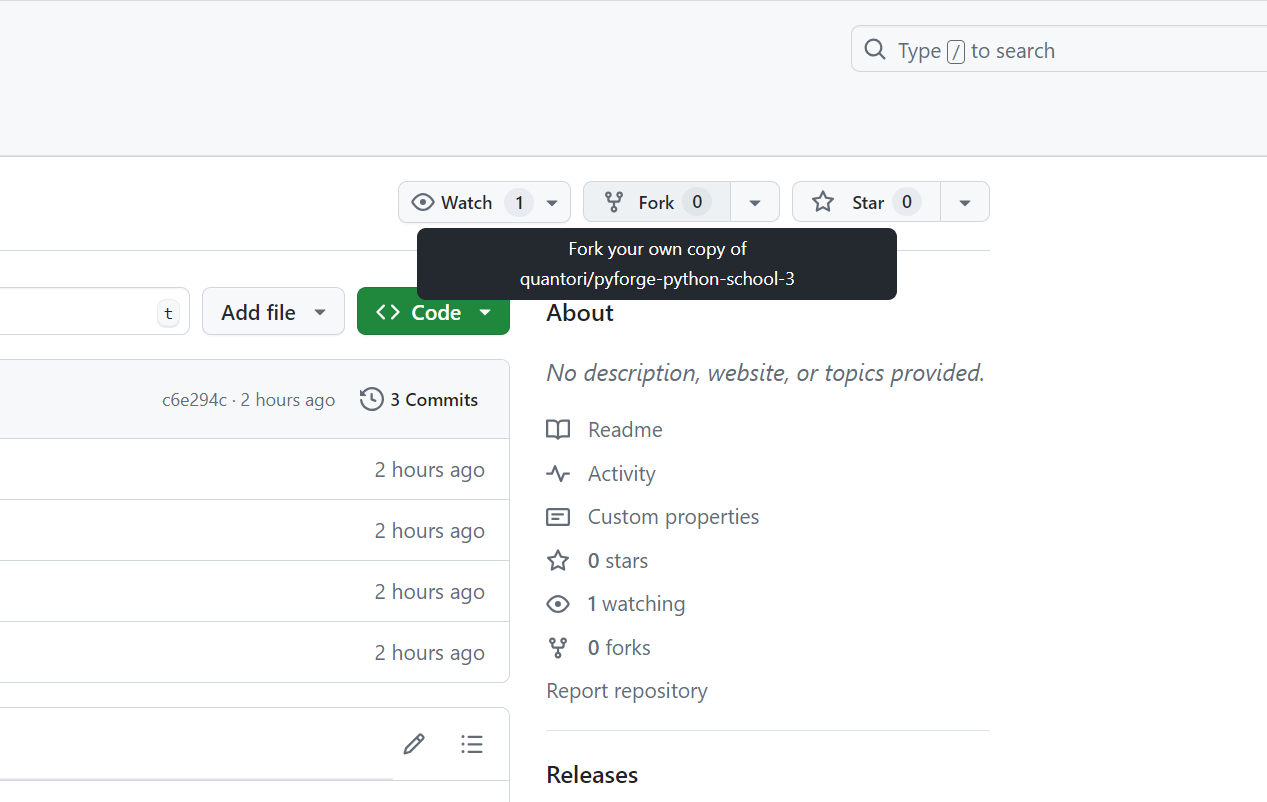 Type / to search
Watch 1 Fork 0 Star 0
Fork your own copy of
quantori/pyforge-python-school-3
t Add file <> Code
About
No description, website, or topics provided.
c6e294c · 2 hours ago 3 Commits
Readme
2 hours ago
Activity
Custom properties
2 hours ago
0 stars
2 hours ago
1 watching
0 forks
2 hours ago
Report repository
Releases